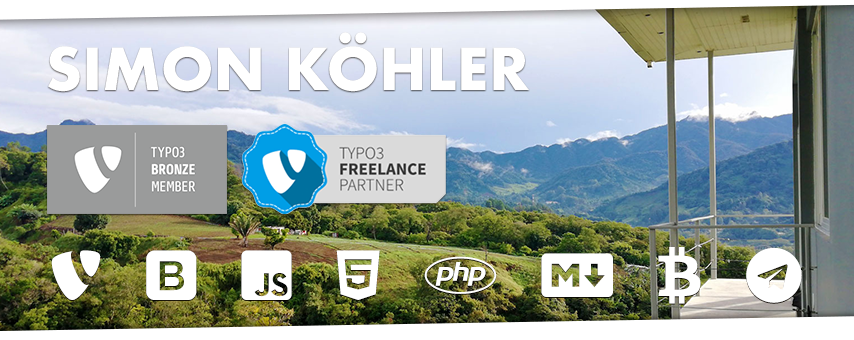 SIMON KÖHLER
TYPO3
BRONZE
MEMBER
TYPO3
FREELANCE
PARTNER
B
JS
5
php
M